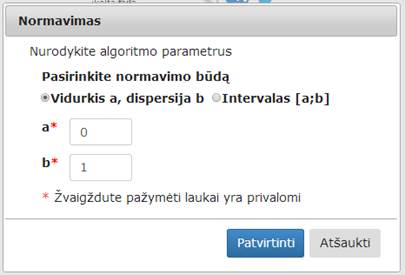 Normavimas
Nurodykite algoritmo parametrus
Pasirinkite normavimo būdą
Vidurkis a, dispersija b Intervalas [a;b]
a* 0
b* 1
* Žvaigždute pažymėti laukai yra privalomi
Patvirtinti Atšaukti